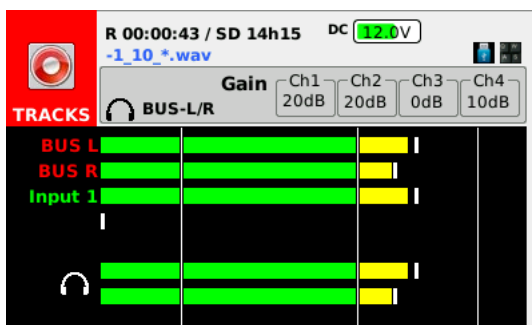 R 00:00:43 / SD 14h15 DC 12.0V
-1_10_*.wav
TRACKS
Gain Ch1 Ch2 Ch3 Ch4
20dB 20dB 0dB 10dB
BUS-L/R
BUS L
BUS R
Input 1